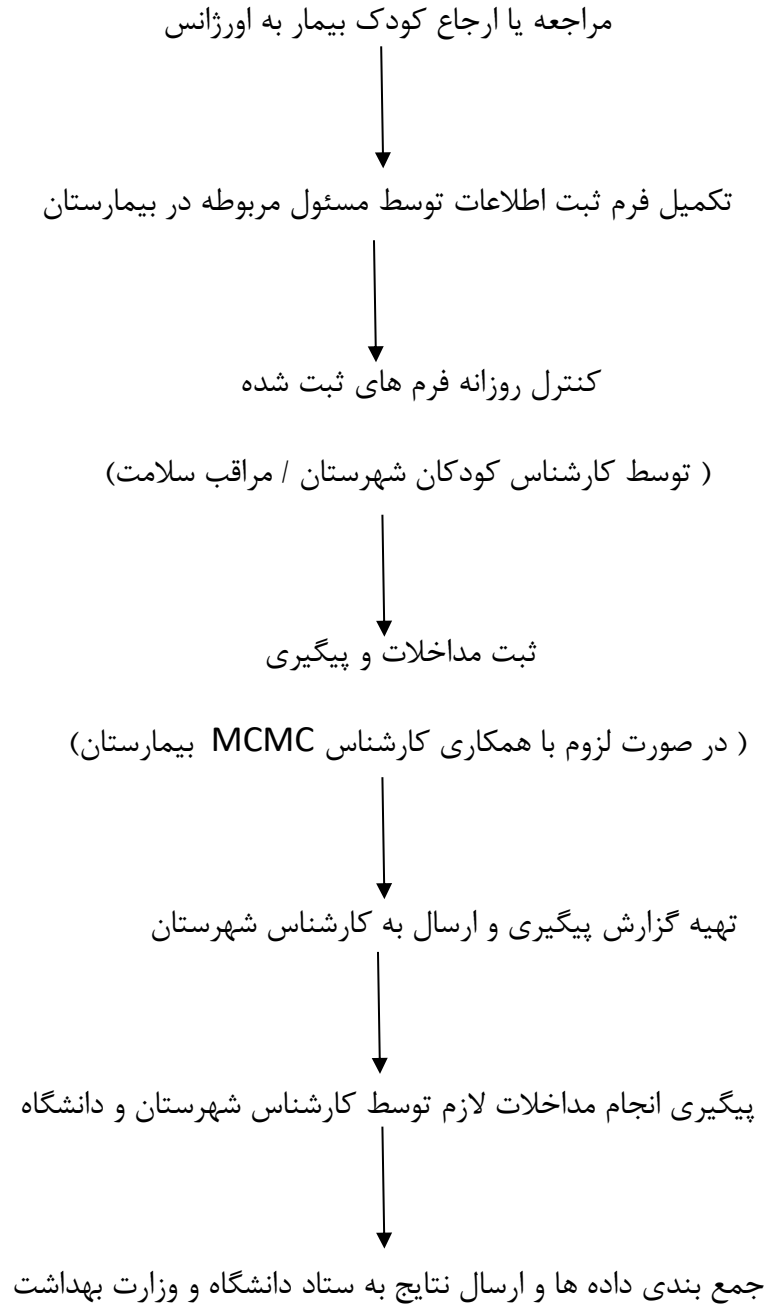 مراجعه یا ارجاع کودک بیمار به اورژانس
تکمیل فرم ثبت اطلاعات توسط مسئول مربوطه در بیمارستان
کنترل روزانه فرم های ثبت شده
( توسط کارشناس کودکان شهرستان / مراقب سلامت)
ثبت مداخلات و پیگیری
( در صورت لزوم با همکاری کارشناس MCMC بیمارستان)
تهیه گزارش پیگیری و ارسال به کارشناس شهرستان
پیگیری انجام مداخلات لازم توسط کارشناس شهرستان و دانشگاه
جمع بندی داده ها و ارسال نتایج به ستاد دانشگاه و وزارت بهداشت